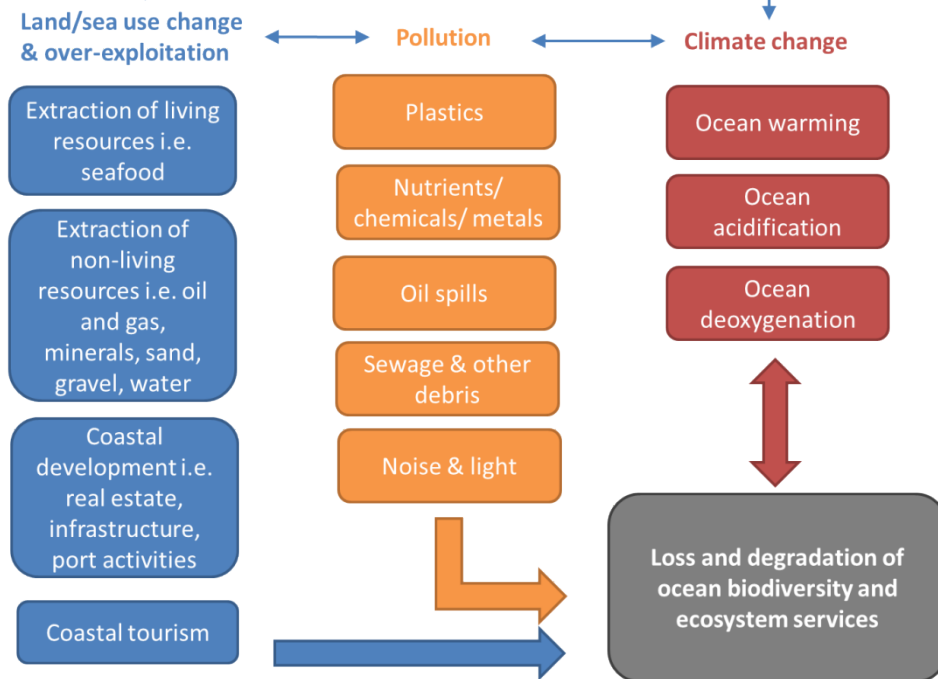 Land/sea use change
& over-exploitation
Pollution
Climate change
Extraction of living
resources i.e.
seafood
Extraction of
non-living
resources i.e. oil
and gas,
minerals, sand,
gravel, water
Coastal
development i.e.
real estate,
infrastructure,
port activities
Coastal tourism
Plastics
Nutrients/
chemicals/ metals
Oil spills
Sewage & other
debris
Noise & light
Ocean warming
Ocean
acidification
Ocean
deoxygenation
Loss and degradation of
ocean biodiversity and
ecosystem services